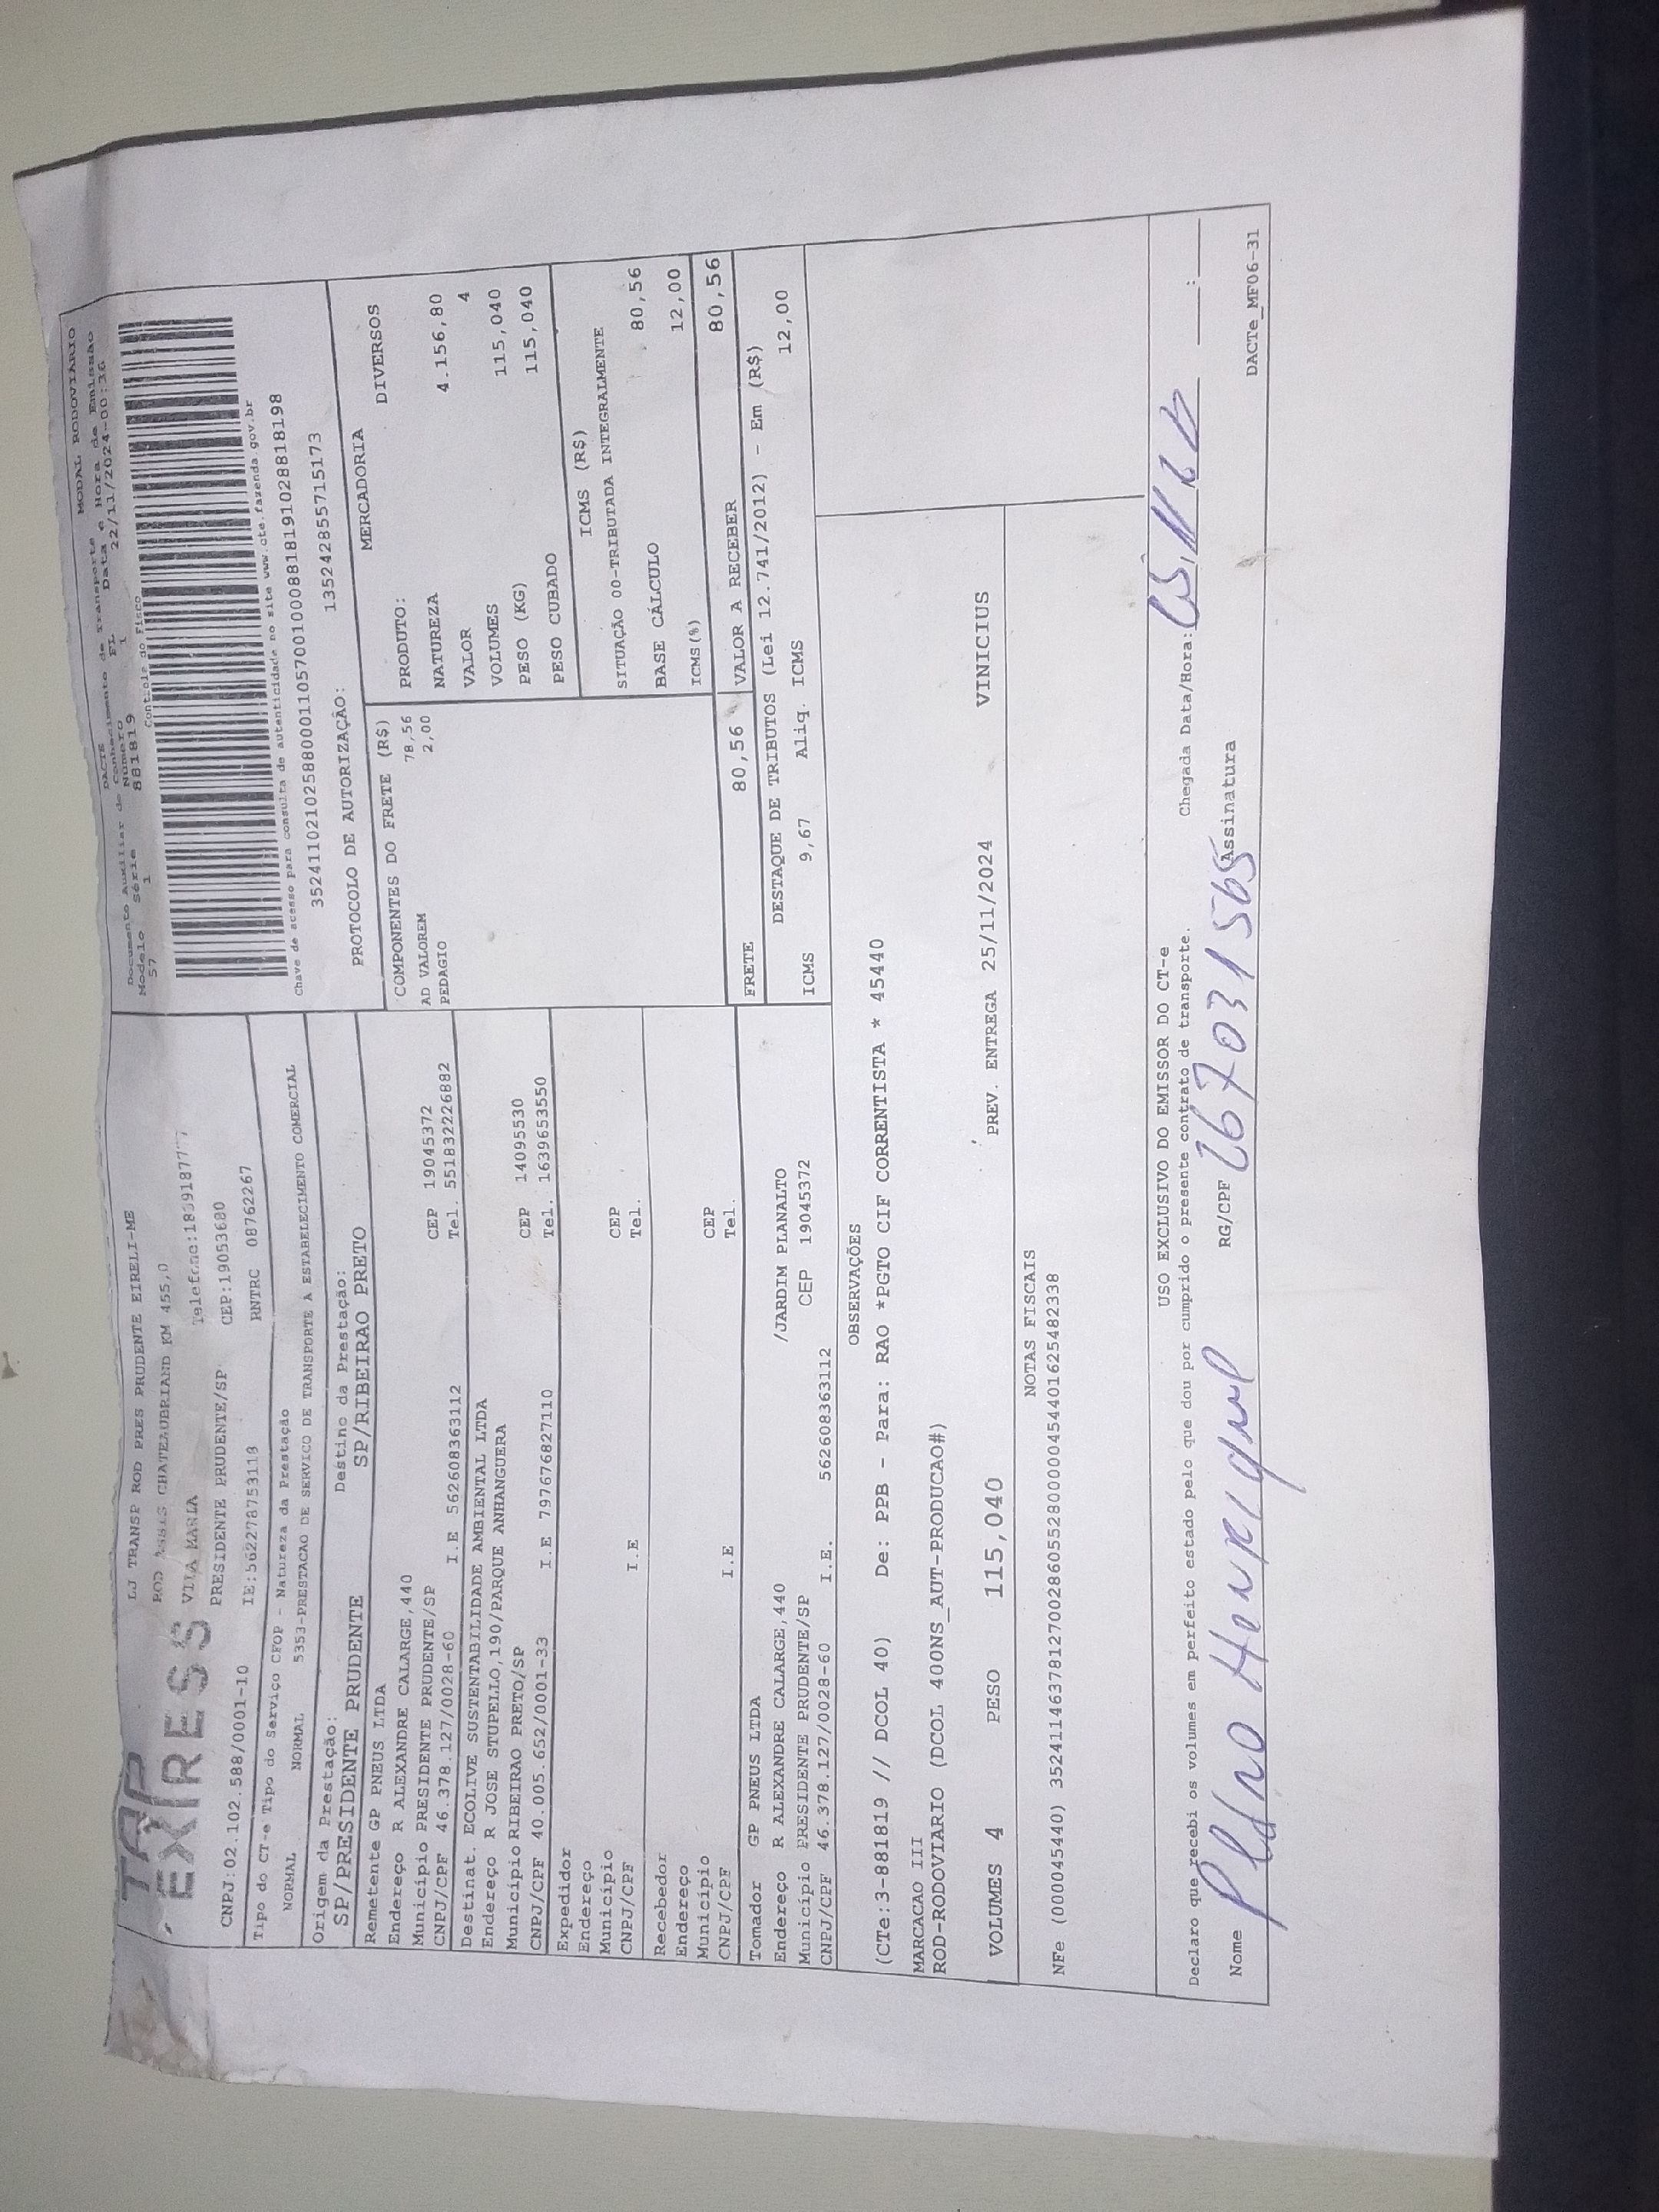 TAP
EXPRESS
LJ TRANSP ROD PRES PRUDENTE EIRELI-ME
ROD ASSIS CHATEAUBRIAND KM 455,0
VILA MARIA
PRESIDENTE PRUDENTE/SP CEP:19053680
CNPJ:02.102.588/0001-10 IE:562278753118 RNTRC 08762267
Tipo do CT-e Tipo do Serviço CFOP - Natureza da Prestação
NORMAL NORMAL 5353-PRESTACAO DE SERVICO DE TRANSPORTE A ESTABELECIMENTO COMERCIAL
Origem da Prestação: Destino da Prestação:
SP/PRESIDENTE PRUDENTE SP/RIBEIRAO PRETO
MODAL RODOVIÁRIO
DACTE
Documento Auxiliar de Conhecimento de Transporte
Modelo Série Número FL Data e Hora de Emissão
57 1 881819 1 22/11/2024-00:36
Controle do Fisco
Chave de acesso para consulta de autenticidade no site www.cte.fazenda.gov.br
35241102102588000110570010008818191028818198
PROTOCOLO DE AUTORIZAÇÃO: 135242855715173
Remetente GP PNEUS LTDA
Endereço R ALEXANDRE CALARGE,440
Município PRESIDENTE PRUDENTE/SP CEP 19045372
CNPJ/CPF 46.378.127/0028-60 I.E 562608363112 Tel. 551832226882
Destinat. ECOLIVE SUSTENTABILIDADE AMBIENTAL LTDA
Endereço R JOSE STUPELLO,190/PARQUE ANHANGUERA
Município RIBEIRAO PRETO/SP CEP 14095530
CNPJ/CPF 40.005.652/0001-33 I.E 797676827110 Tel. 1639653550
Expedidor
Endereço
Município CEP
CNPJ/CPF I.E Tel.
Recebedor
Endereço
Município CEP
CNPJ/CPF I.E Tel.
Tomador GP PNEUS LTDA
Endereço R ALEXANDRE CALARGE,440 /JARDIM PLANALTO
Município PRESIDENTE PRUDENTE/SP CEP 19045372
CNPJ/CPF 46.378.127/0028-60 I.E. 562608363112
COMPONENTES DO FRETE (R$)
AD VALOREM 78,56
PEDAGIO 2,00
FRETE 80,56
MERCADORIA
PRODUTO: DIVERSOS
NATUREZA
VALOR 4.156,80
VOLUMES 4
PESO (KG) 115,040
PESO CUBADO 115,040
ICMS (R$)
SITUAÇÃO 00-TRIBUTADA INTEGRALMENTE
BASE CÁLCULO 80,56
ICMS(%) 12,00
VALOR A RECEBER 80,56
DESTAQUE DE TRIBUTOS (Lei 12.741/2012) - Em (R$)
ICMS 9,67 Aliq. ICMS 12,00
OBSERVAÇÕES
(CTe:3-881819 // DCOL 40) De: PPB - Para: RAO *PGTO CIF CORRENTISTA * 45440
MARCACAO III
ROD-RODOVIARIO (DCOL 400NS_AUT-PRODUCAO#)
VOLUMES 4 PESO 115,040 PREV. ENTREGA 25/11/2024 VINICIUS
NOTAS FISCAIS
NFe (000045440) 35241146378127002860552800000454401625482338
USO EXCLUSIVO DO EMISSOR DO CT-e
Declaro que recebi os volumes em perfeito estado pelo que dou por cumprido o presente contrato de transporte. Chegada Data/Hora: :
Nome Henrique RG/CPF 267031565 Assinatura
DACTe_MF06-31